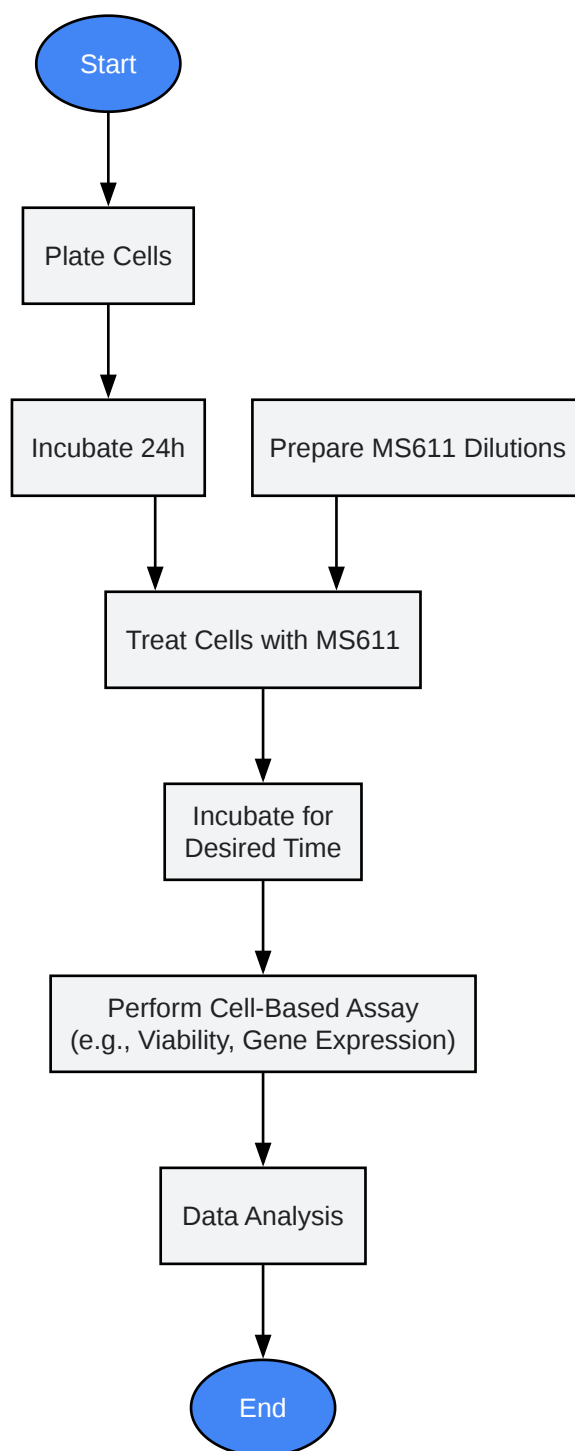 Start
Plate Cells
Incubate 24h
Prepare MS611 Dilutions
Treat Cells with MS611
Incubate for
Desired Time
Perform Cell-Based Assay
(e.g., Viability, Gene Expression)
Data Analysis
End